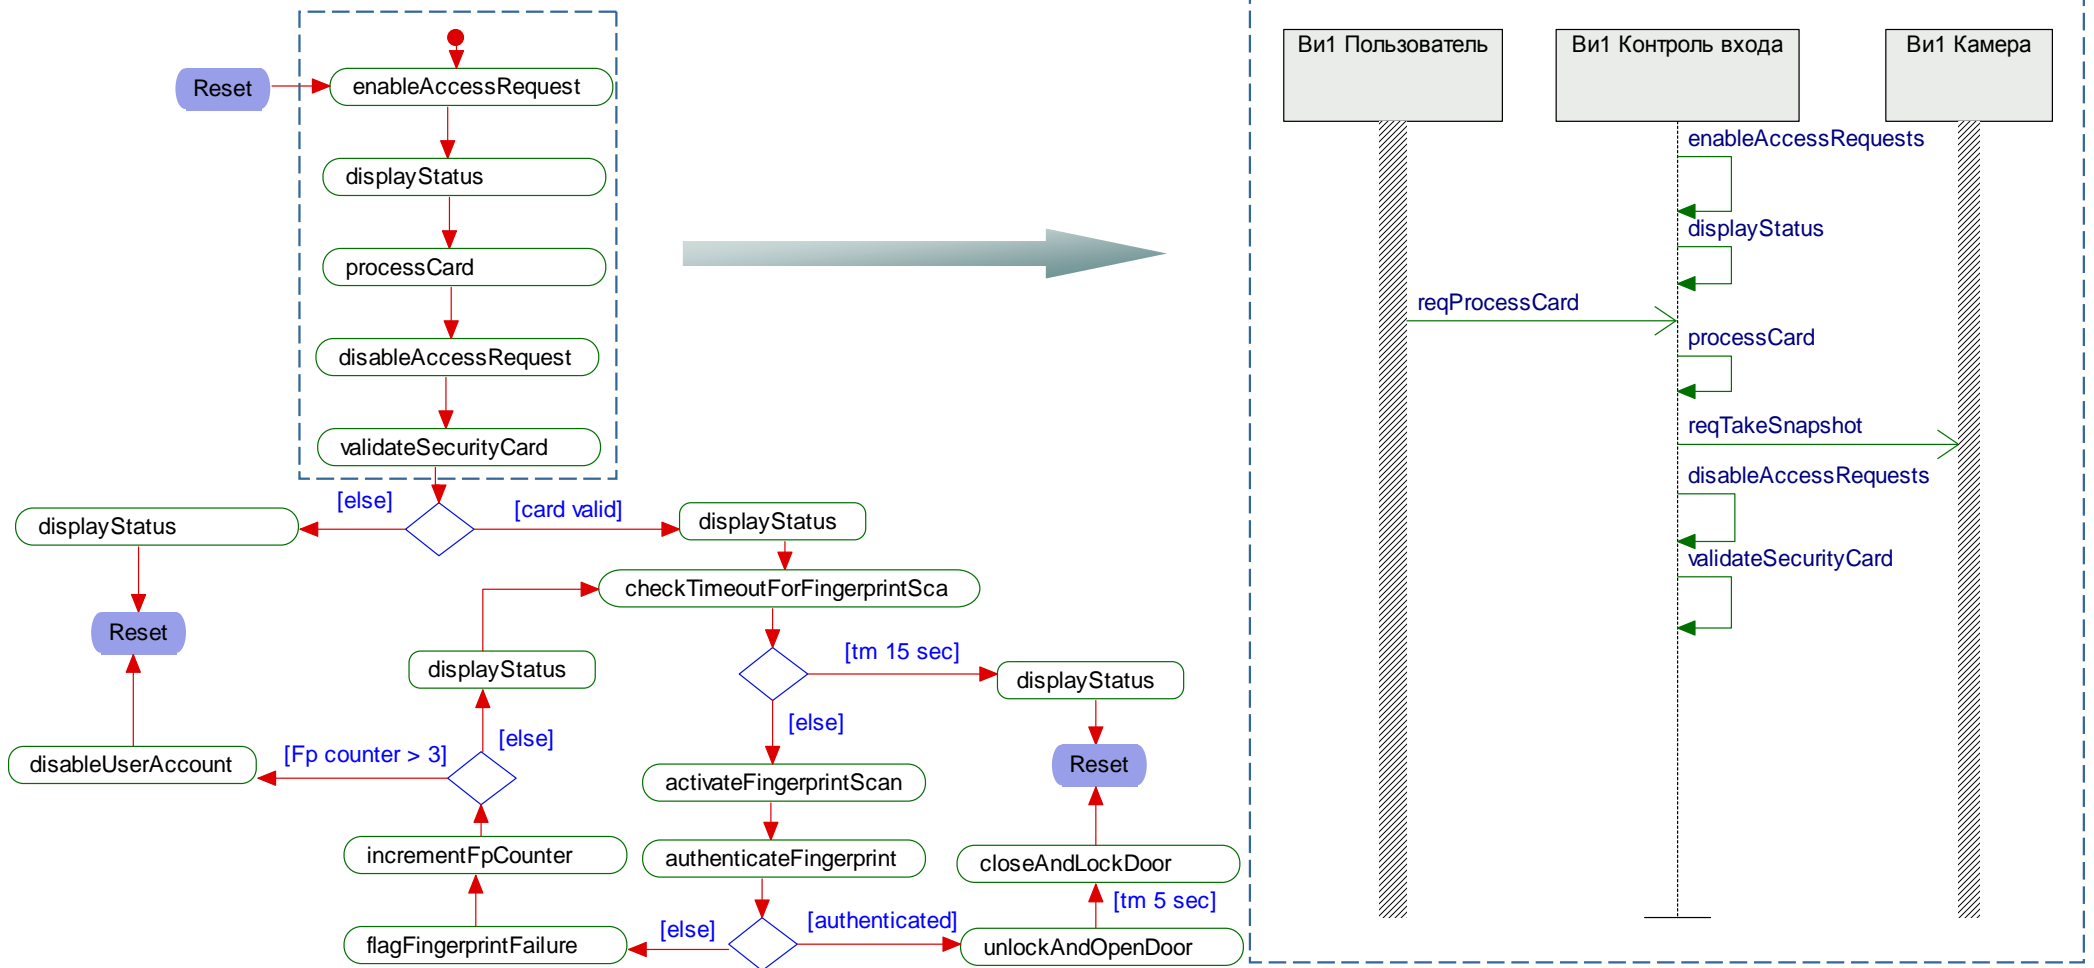 Reset
enableAccessRequest
displayStatus
processCard
disableAccessRequest
validateSecurityCard
[else]
[card valid]
displayStatus
displayStatus
checkTimeoutForFingerprintSca
Reset
displayStatus
[tm 15 sec]
displayStatus
[else]
[Fp counter > 3]
[else]
disableUserAccount
activateFingerprintScan
Reset
incrementFpCounter
authenticateFingerprint
closeAndLockDoor
[tm 5 sec]
flagFingerprintFailure
[else]
[authenticated]
unlockAndOpenDoor
Ви1 Пользователь
Ви1 Контроль входа
Ви1 Камера
enableAccessRequests
displayStatus
reqProcessCard
processCard
reqTakeSnapshot
disableAccessRequests
validateSecurityCard